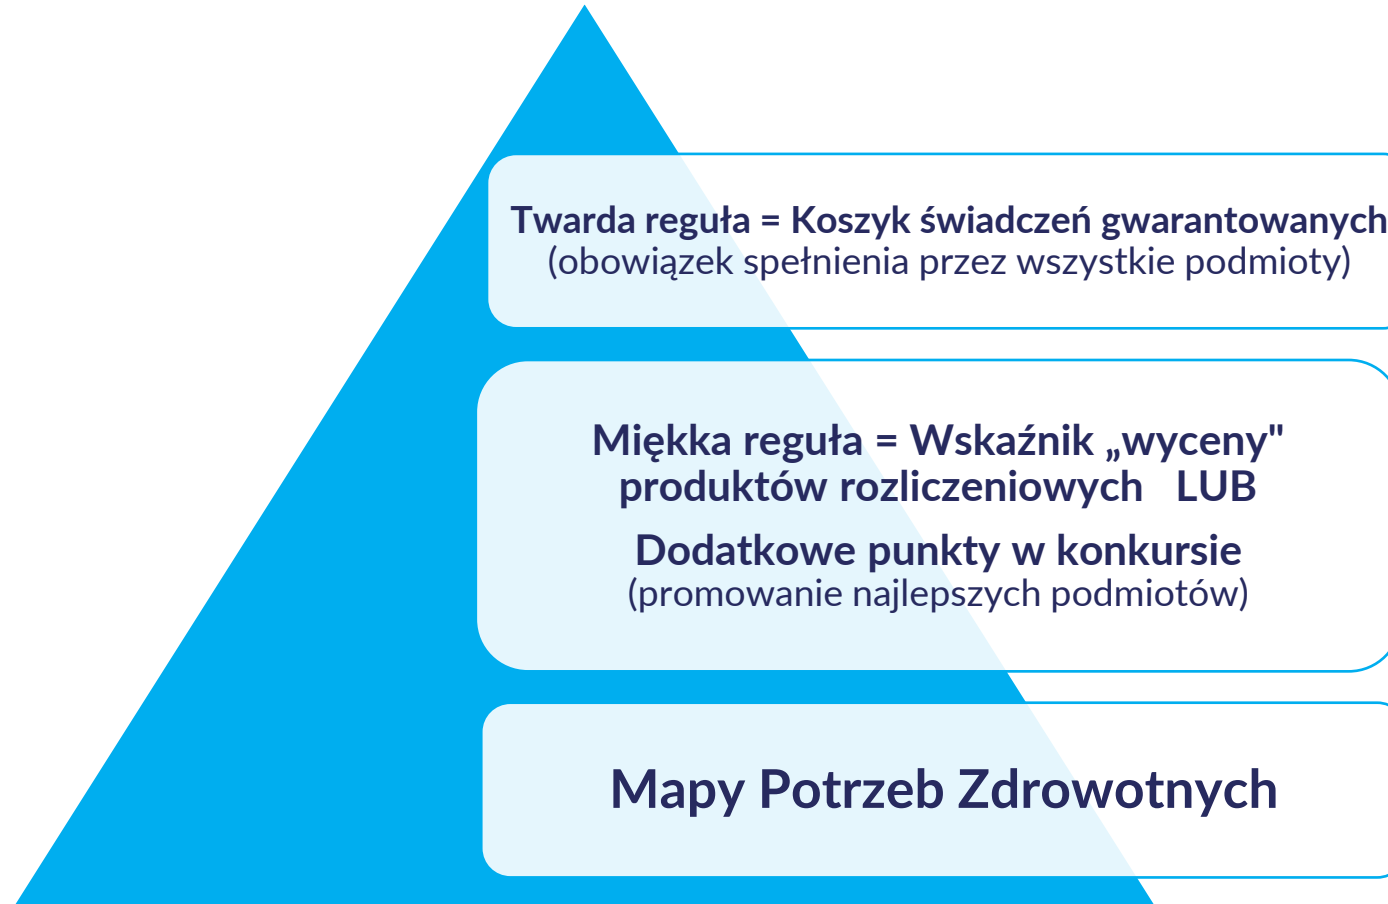 Twarda reguła = Koszyk świadczeń gwarantowanych
(obowiązek spełnienia przez wszystkie podmioty)
Miękka reguła = Wskaźnik „wyceny"
produktów rozliczeniowych LUB
Dodatkowe punkty w konkursie
(promowanie najlepszych podmiotów)
Mapy Potrzeb Zdrowotnych